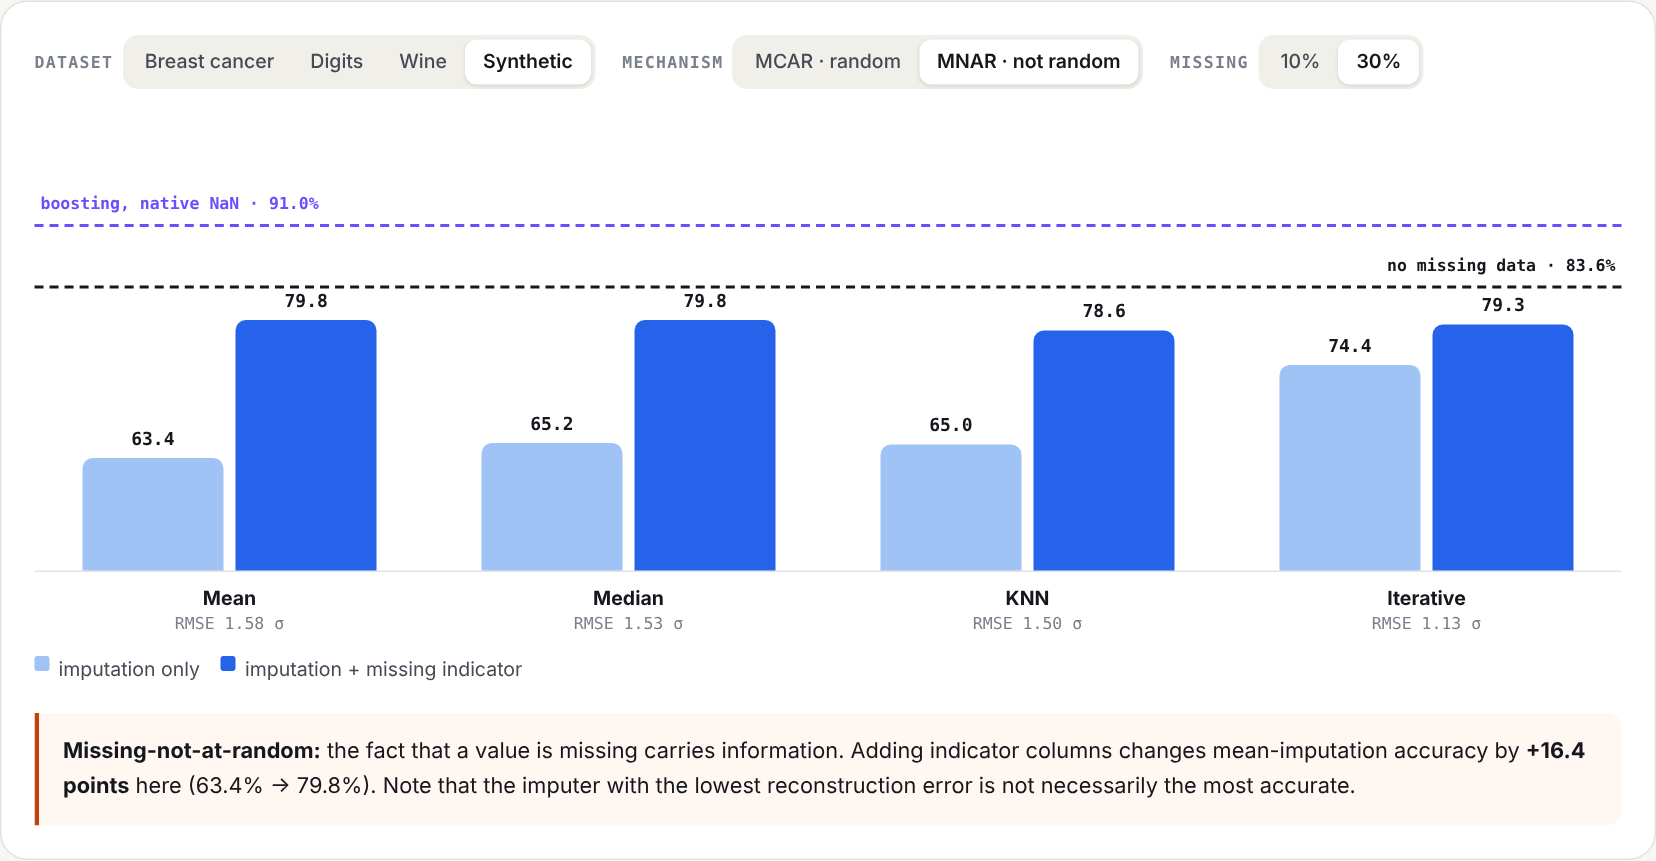 DATASET Breast cancer Digits Wine Synthetic MECHANISM MCAR · random MNAR · not random MISSING 10% 30%
boosting, native NaN · 91.0%
no missing data · 83.6%
63.4 79.8 65.2 79.8 65.0 78.6 74.4 79.3
Mean Median KNN Iterative
RMSE 1.58 σ RMSE 1.53 σ RMSE 1.50 σ RMSE 1.13 σ
imputation only imputation + missing indicator
Missing-not-at-random: the fact that a value is missing carries information. Adding indicator columns changes mean-imputation accuracy by +16.4
points here (63.4% → 79.8%). Note that the imputer with the lowest reconstruction error is not necessarily the most accurate.